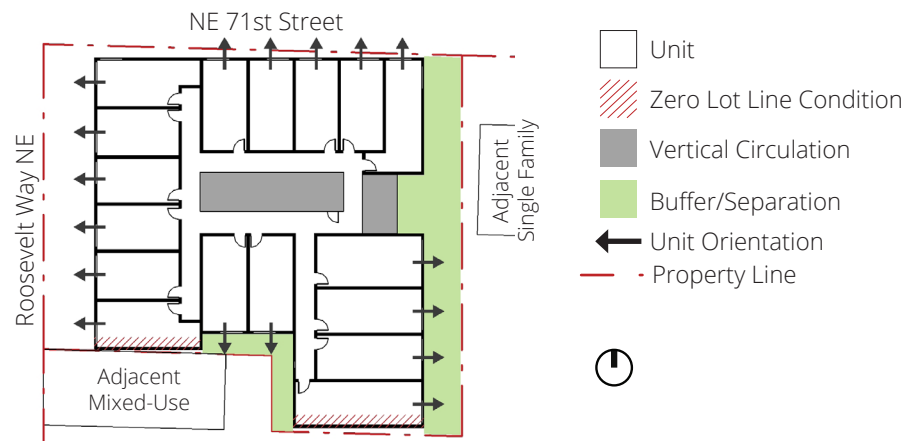 NE 71st Street
Roosevelt Way NE
Adjacent
Single Family
Adjacent
Mixed-Use
Unit
Zero Lot Line Condition
Vertical Circulation
Buffer/Separation
Unit Orientation
Property Line